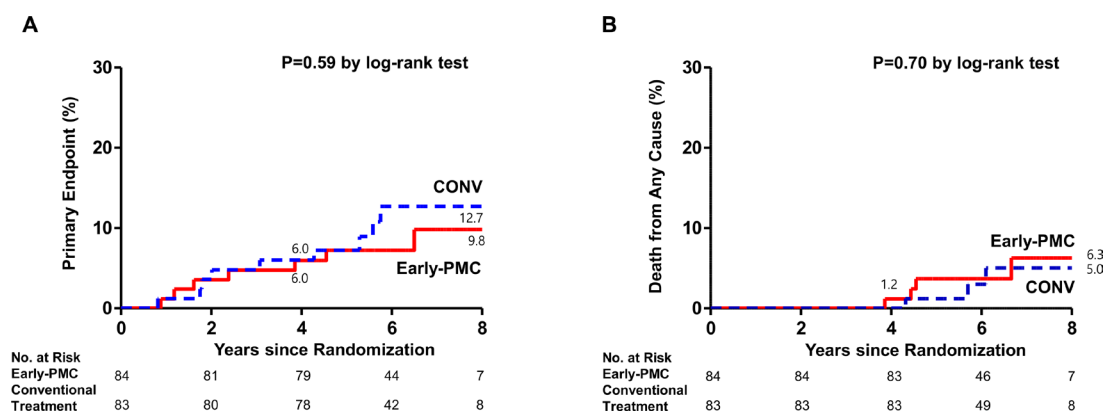 A
P=0.59 by log-rank test
30
20
10
0
Primary Endpoint (%)
CONV
12.7
9.8
6.0
6.0
Early-PMC
0 2 4 6 8
Years since Randomization
No. at Risk
Early-PMC 84 81 79 44 7
Conventional
Treatment 83 80 78 42 8
B
P=0.70 by log-rank test
30
20
10
0
Death from Any Cause (%)
Early-PMC
6.3
5.0
1.2
CONV
0 2 4 6 8
Years since Randomization
No. at Risk
Early-PMC 84 84 83 46 7
Conventional
Treatment 83 83 83 49 8